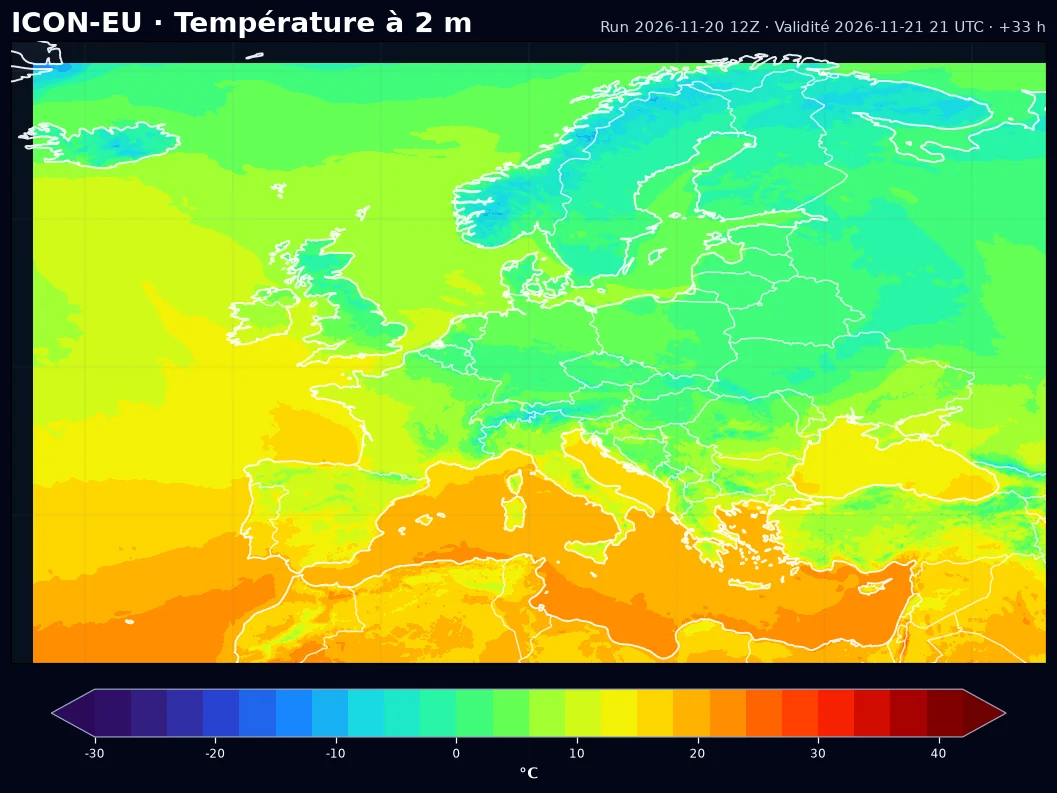 ICON-EU · Température à 2 m
Run 2026-11-20 12Z · Validité 2026-11-21 21 UTC · +33 h
-30 -20 -10 0 10 20 30 40
°C